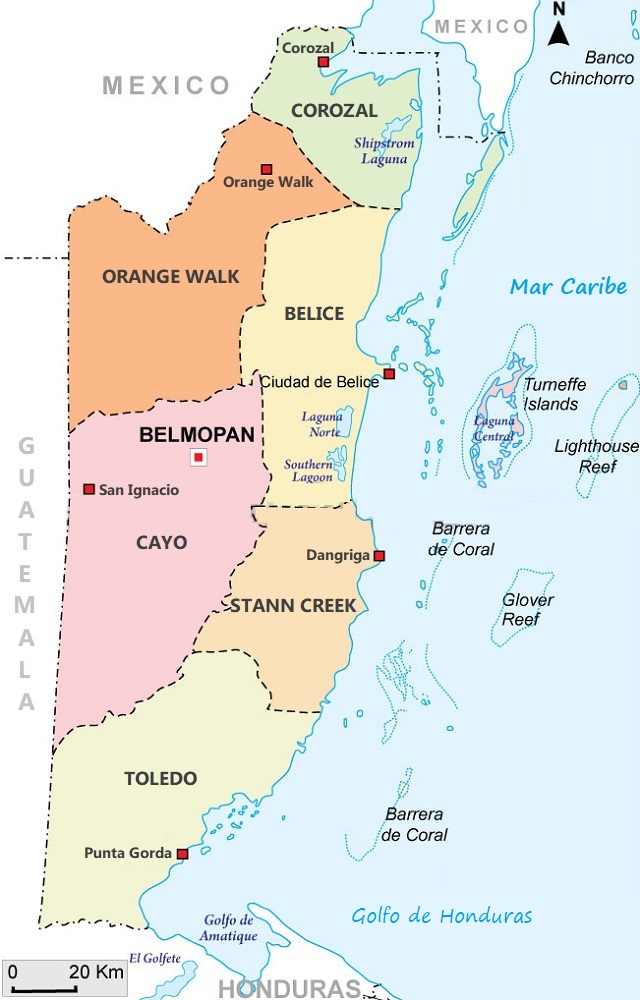 N
MEXICO
Corozal
Banco
Chinchorro
MEXICO
COROZAL
Shipstrom
Laguna
Orange Walk
ORANGE WALK
Mar Caribe
BELICE
Ciudad de Belice
Turneffe
Islands
Laguna
Norte
Laguna
Central
BELMOPAN
Lighthouse
Reef
Southern
Lagoon
San Ignacio
GUATEMALA
CAYO
Barrera
de Coral
Dangriga
STANN CREEK
Glover
Reef
TOLEDO
Barrera
de Coral
Punta Gorda
Golfo de
Amatique
Golfo de Honduras
El Golfete
0 20 Km
HONDURAS